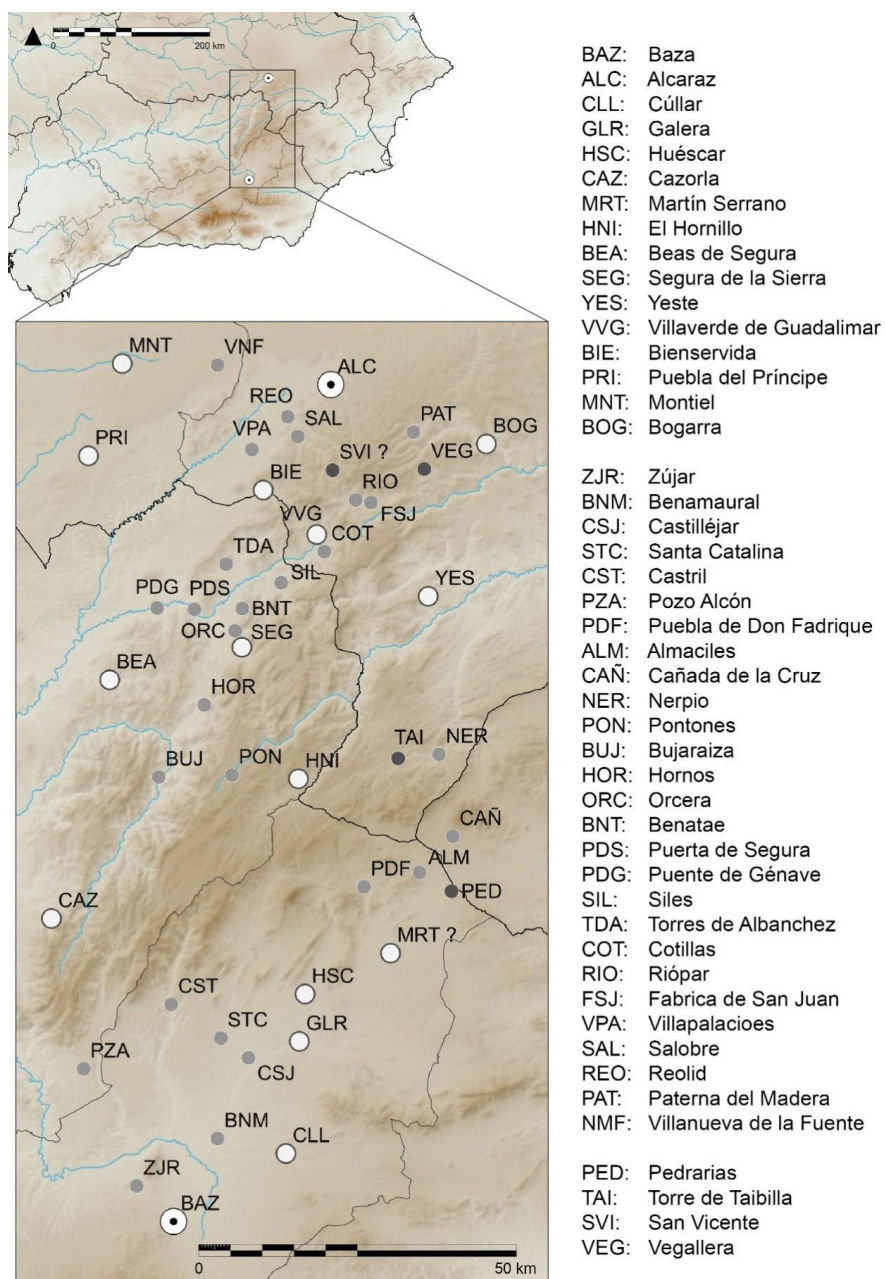 0
200 km
MNT
VNF
ALC
REO
SAL
PAT
BOG
PRI
VPA
SVI ?
VEG
BIE
RIO
FSJ
VVG
COT
TDA
SIL
YES
PDG
PDS
BNT
ORC
SEG
BEA
HOR
TAI
NER
BUJ
PON
HNI
CAÑ
ALM
PDF
PED
CAZ
MRT ?
HSC
CST
STC
GLR
PZA
CSJ
BNM
CLL
ZJR
BAZ
0
50 km
BAZ: Baza
ALC: Alcaraz
CLL: Cúllar
GLR: Galera
HSC: Huéscar
CAZ: Cazorla
MRT: Martín Serrano
HNI: El Hornillo
BEA: Beas de Segura
SEG: Segura de la Sierra
YES: Yeste
VVG: Villaverde de Guadalimar
BIE: Bienservida
PRI: Puebla del Príncipe
MNT: Montiel
BOG: Bogarra
ZJR: Zújar
BNM: Benamaural
CSJ: Castilléjar
STC: Santa Catalina
CST: Castril
PZA: Pozo Alcón
PDF: Puebla de Don Fadrique
ALM: Almaciles
CAÑ: Cañada de la Cruz
NER: Nerpio
PON: Pontones
BUJ: Bujaraiza
HOR: Hornos
ORC: Orcera
BNT: Benatae
PDS: Puerta de Segura
PDG: Puente de Génave
SIL: Siles
TDA: Torres de Albanchez
COT: Cotillas
RIO: Riópar
FSJ: Fabrica de San Juan
VPA: Villapalacioes
SAL: Salobre
REO: Reolid
PAT: Paterna del Madera
NMF: Villanueva de la Fuente
PED: Pedrarias
TAI: Torre de Taibilla
SVI: San Vicente
VEG: Vegallera